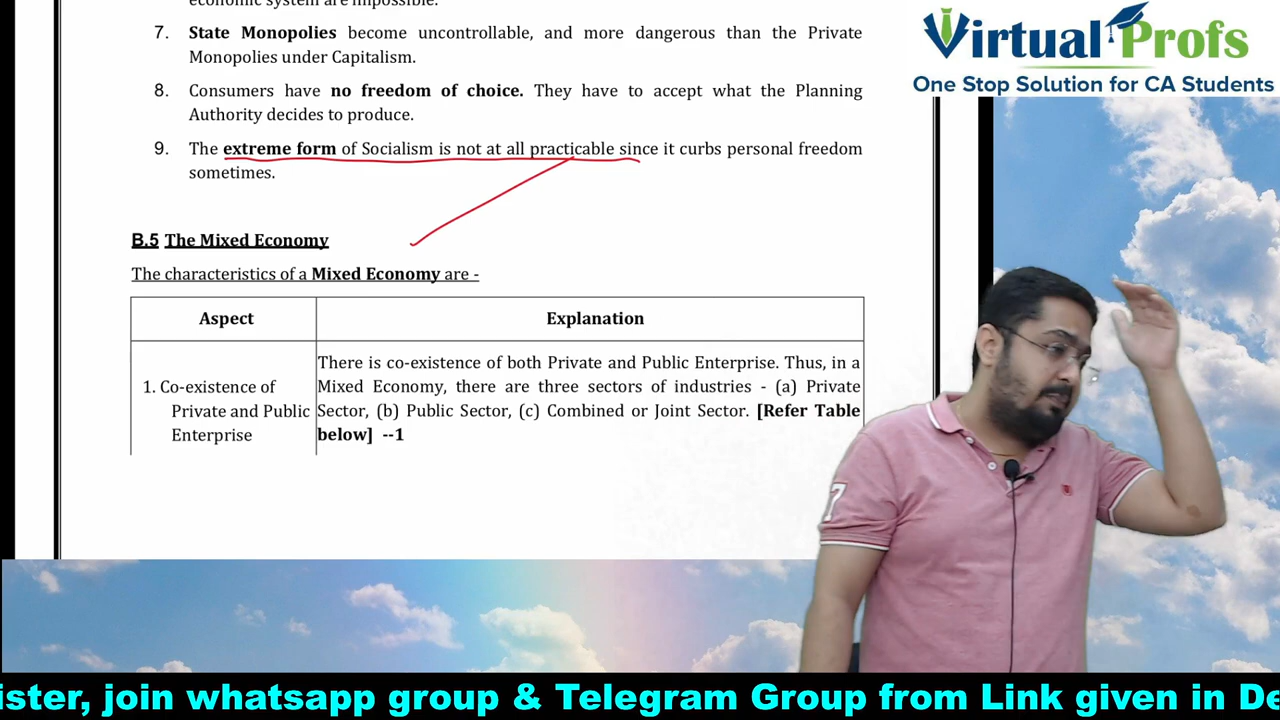 economic system are impossible.
7. State Monopolies become uncontrollable, and more dangerous than the Private
Monopolies under Capitalism.
8. Consumers have no freedom of choice. They have to accept what the Planning
Authority decides to produce.
9. The extreme form of Socialism is not at all practicable since it curbs personal freedom
sometimes.
B.5 The Mixed Economy
The characteristics of a Mixed Economy are -
Aspect
Explanation
1. Co-existence of
Private and Public
Enterprise
There is co-existence of both Private and Public Enterprise. Thus, in a
Mixed Economy, there are three sectors of industries - (a) Private
Sector, (b) Public Sector, (c) Combined or Joint Sector. [Refer Table
below] --1
Virtual Profs
One Stop Solution for CA Students
7
ister, join whatsapp group & Telegram Group from Link given in De